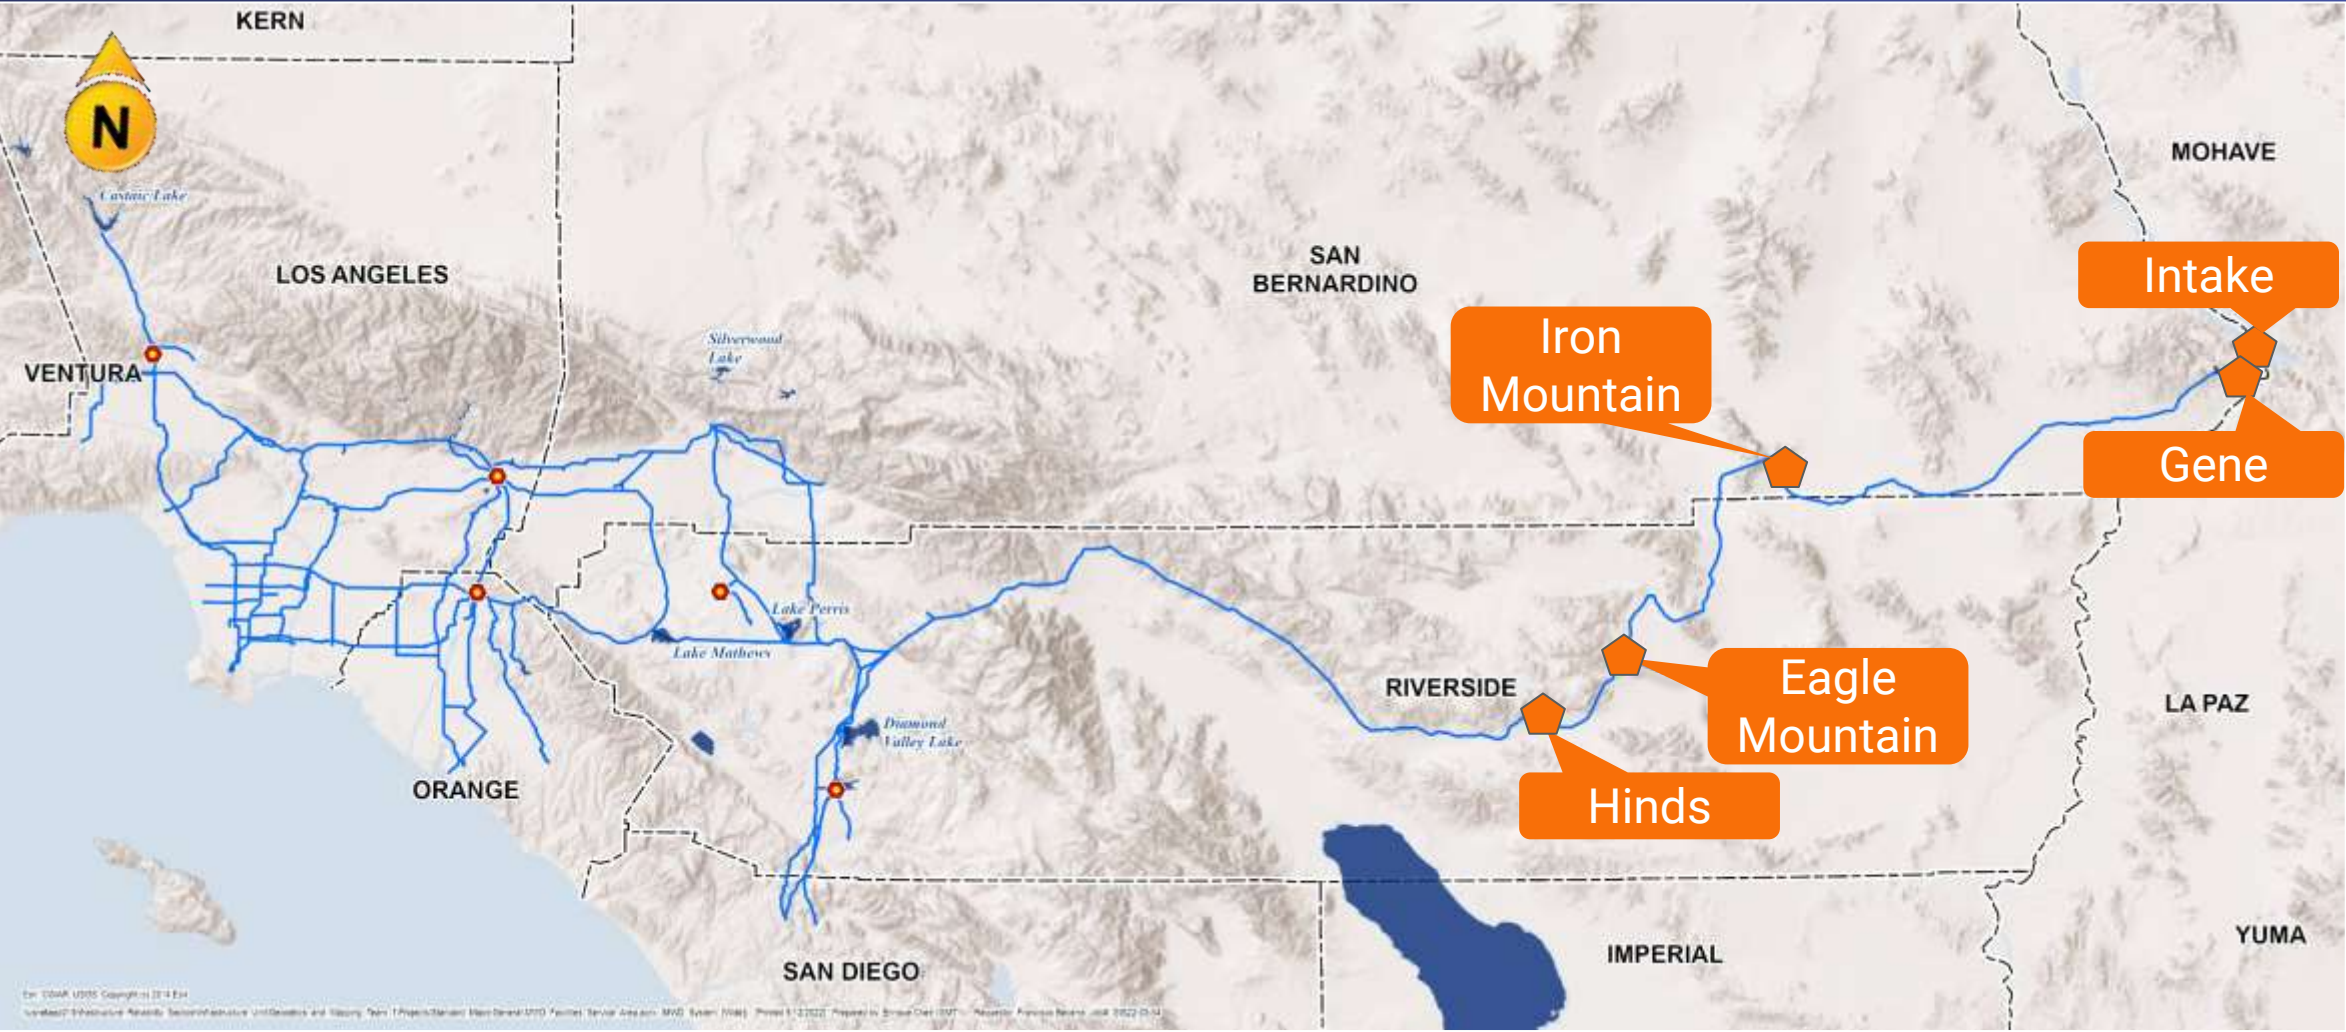 KERN
N
MOHAVE
Castaic Lake
LOS ANGELES
SAN
BERNARDINO
Intake
Iron
Mountain
Silverwood
Lake
VENTURA
Gene
Lake Perris
Lake Mathews
RIVERSIDE
Eagle
Mountain
LA PAZ
Diamond
Valley Lake
ORANGE
Hinds
YUMA
IMPERIAL
SAN DIEGO